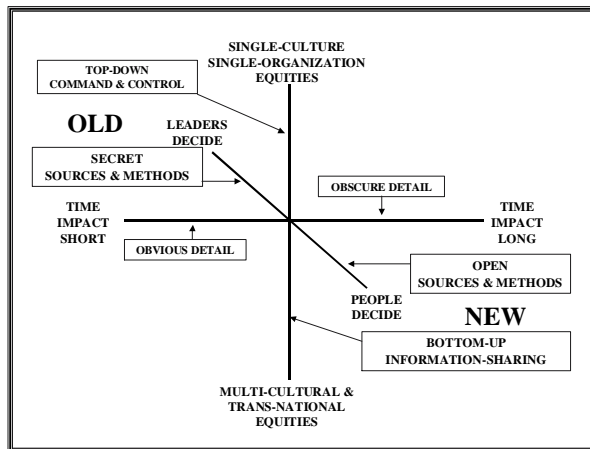 SINGLE-CULTURE
SINGLE-ORGANIZATION
EQUITIES
TOP-DOWN
COMMAND & CONTROL
OLD
LEADERS
DECIDE
SECRET
SOURCES & METHODS
OBSCURE DETAIL
TIME
IMPACT
SHORT
TIME
IMPACT
LONG
OBVIOUS DETAIL
OPEN
SOURCES & METHODS
PEOPLE
DECIDE
NEW
BOTTOM-UP
INFORMATION-SHARING
MULTI-CULTURAL &
TRANS-NATIONAL
EQUITIES